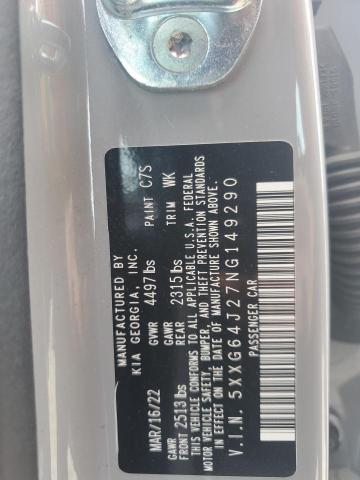 MANUFACTURED BY
KIA GEORGIA, INC.
MAR/16/22 GVWR 4497lbs PAINT C7S
GAWR FRONT 2513lbs GAWR REAR 2315lbs TRIM WK
THIS VEHICLE CONFORMS TO ALL APPLICABLE U.S.A. FEDERAL
MOTOR VEHICLE SAFETY, BUMPER, AND THEFT PREVENTION STANDARDS
IN EFFECT ON THE DATE OF MANUFACTURE SHOWN ABOVE.
V.I.N. 5XXG64J27NG149290
PASSENGER CAR